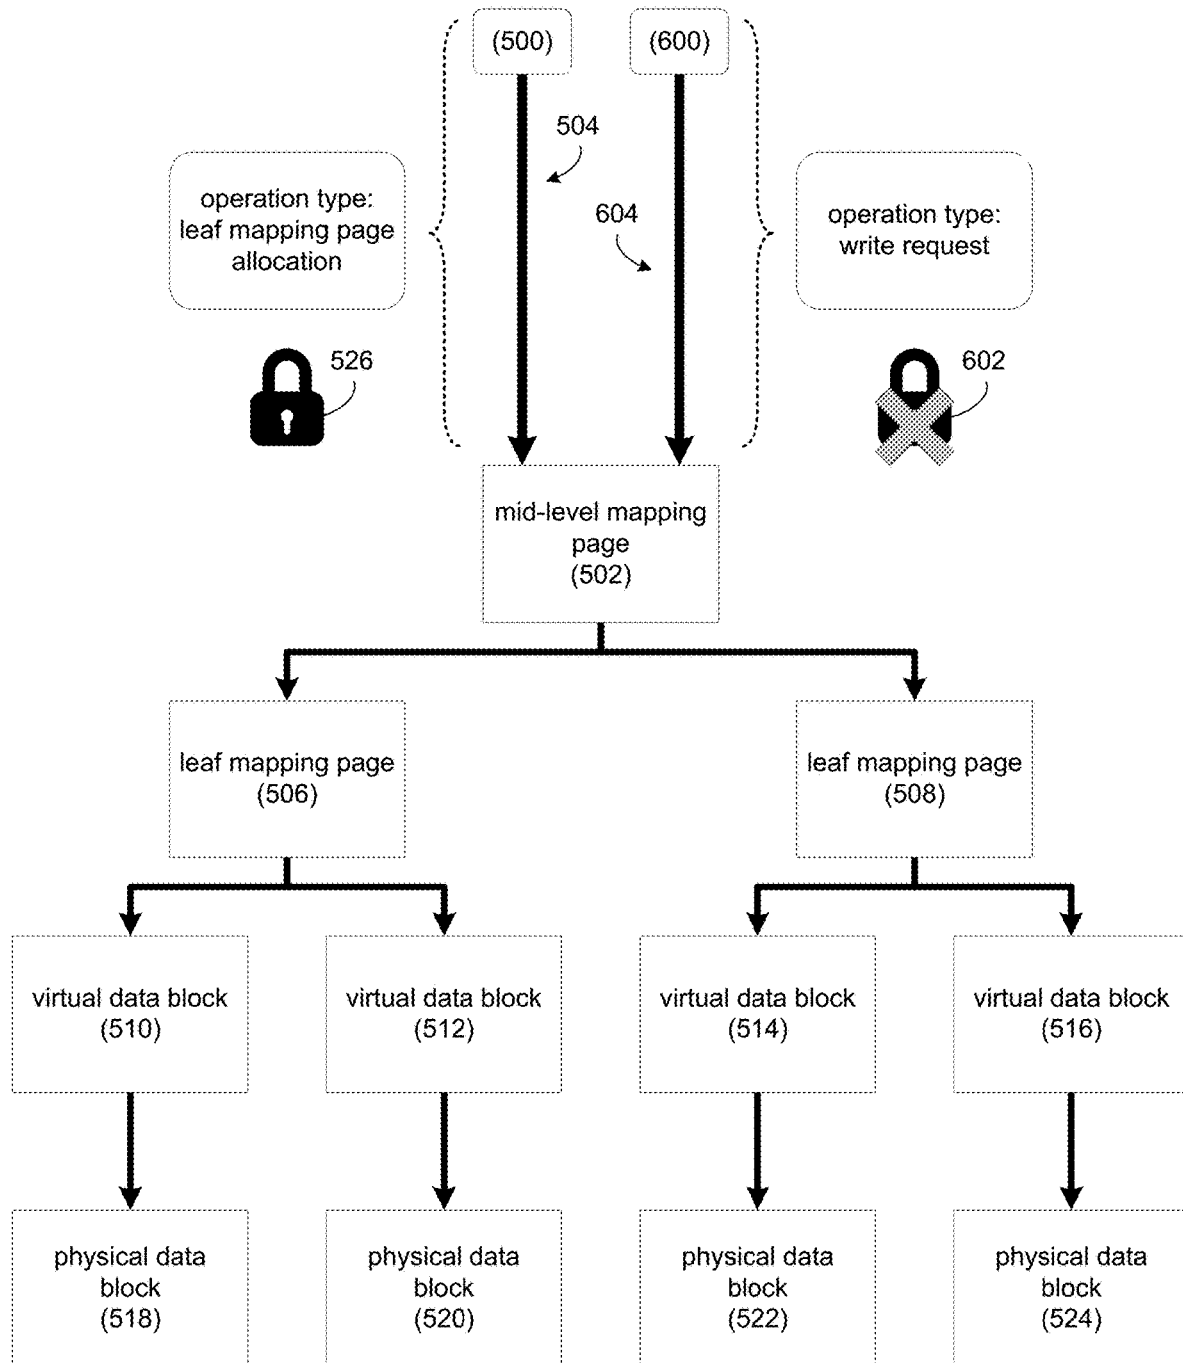 (500)
(600)
504
604
operation type:
leaf mapping page
allocation
operation type:
write request
526
602
mid-level mapping
page
(502)
leaf mapping page
(506)
leaf mapping page
(508)
virtual data block
(510)
virtual data block
(512)
virtual data block
(514)
virtual data block
(516)
physical data
block
(518)
physical data
block
(520)
physical data
block
(522)
physical data
block
(524)